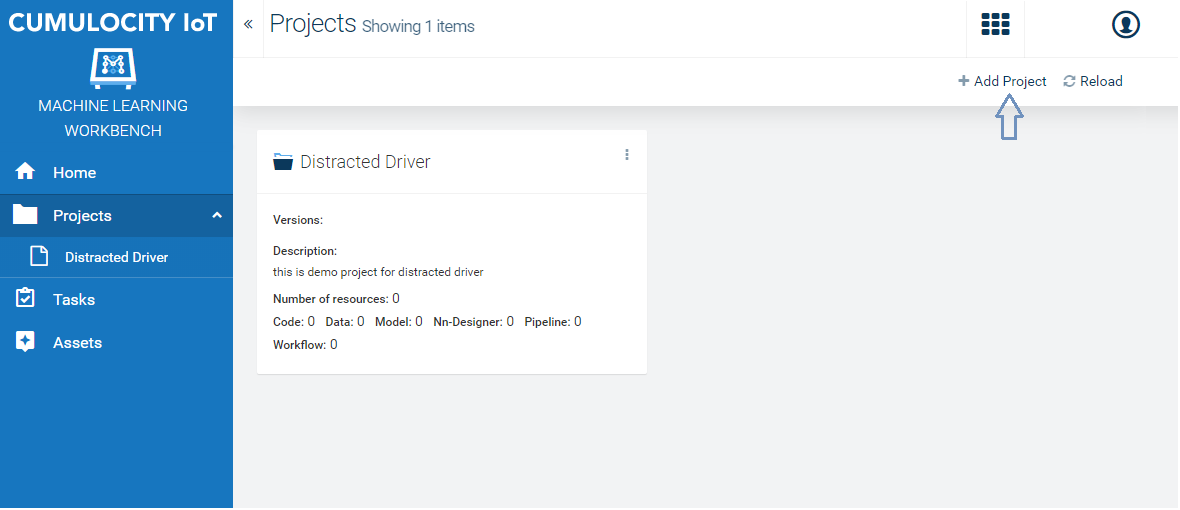 CUMULOCITY IoT
MACHINE LEARNING
WORKBENCH
Home
Projects
Distracted Driver
Tasks
Assets
Projects Showing 1 items
Add Project Reload
Distracted Driver
Versions:
Description:
this is demo project for distracted driver
Number of resources: 0
Code: 0 Data: 0 Model: 0 Nn-Designer: 0 Pipeline: 0
Workflow: 0